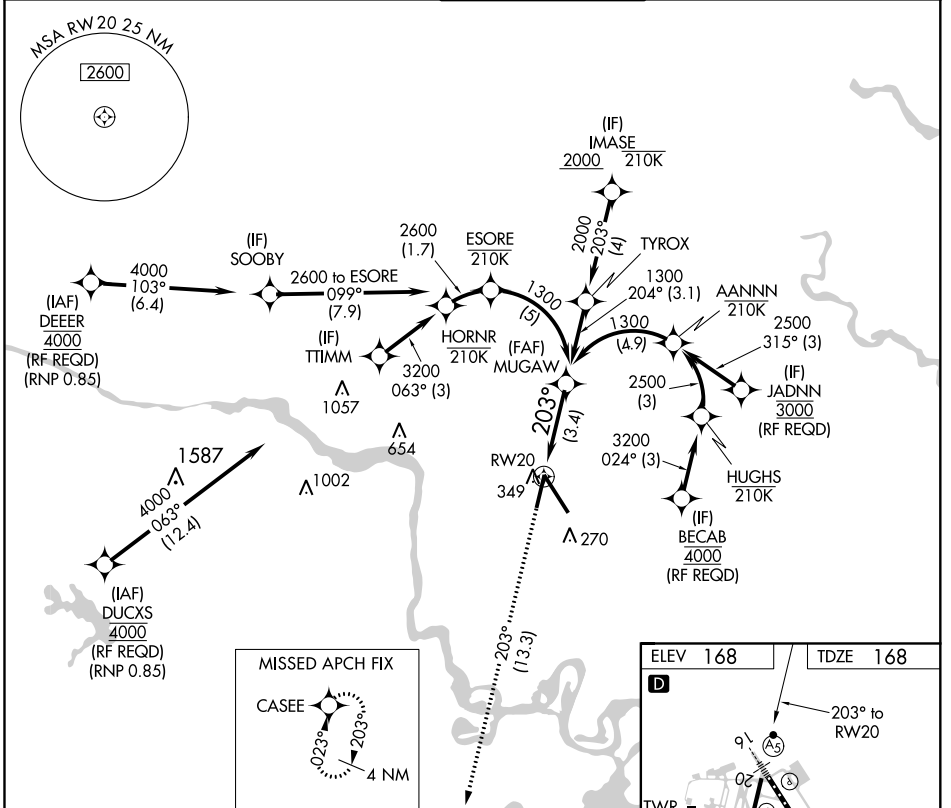 MSA RW20 25 NM
2600
(IF)
IMASE
2000 210K
2000
203°
(4)
TYROX
1300
204° (3.1)
(IF)
SOOBY
2600
(1.7)
ESORE
210K
4000
103°
(6.4)
2600 to ESORE
099°
(7.9)
1300
(5)
AANNN
210K
1300
(4.9)
2500
315° (3)
(IAF)
DEEER
4000
(RF REQD)
(RNP 0.85)
(IF)
TTIMM
HORNR
210K
3200
063° (3)
(FAF)
MUGAW
(IF)
JADNN
3000
(RF REQD)
2500
(3)
1057
654
203°
(3.4)
3200
024° (3)
HUGHS
210K
1587
1002
RW20
349
270
4000
063°
(12.4)
(IF)
BECAB
4000
(RF REQD)
(IAF)
DUCXS
4000
(RF REQD)
(RNP 0.85)
203°
(13.3)
MISSED APCH FIX
CASEE
023°
203°
4 NM
ELEV 168
TDZE 168
D
203° to
RW20
16
A5
20
TWR